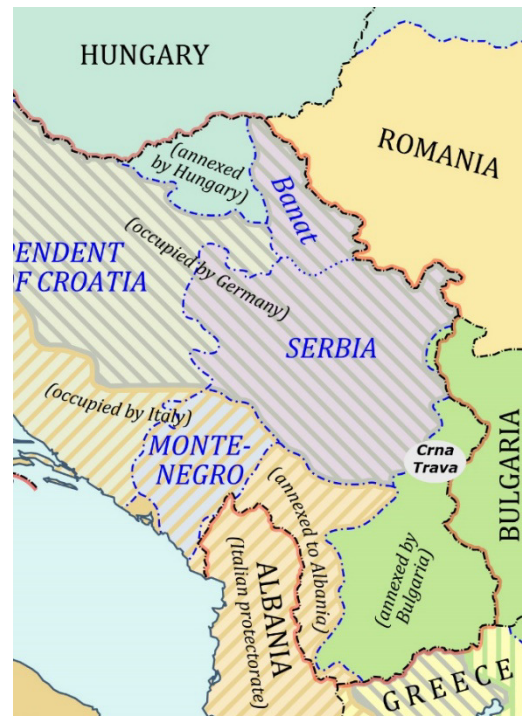 HUNGARY
ROMANIA
(annexed
by Hungary)
Banat
PENDENT
OF CROATIA
(occupied by Germany)
SERBIA
(occupied by Italy)
MONTE-
NEGRO
Crna
Trava
BULGARIA
(annexed to Albania)
(annexed by
Bulgaria)
ALBANIA
(Italian protectorate)
GREECE